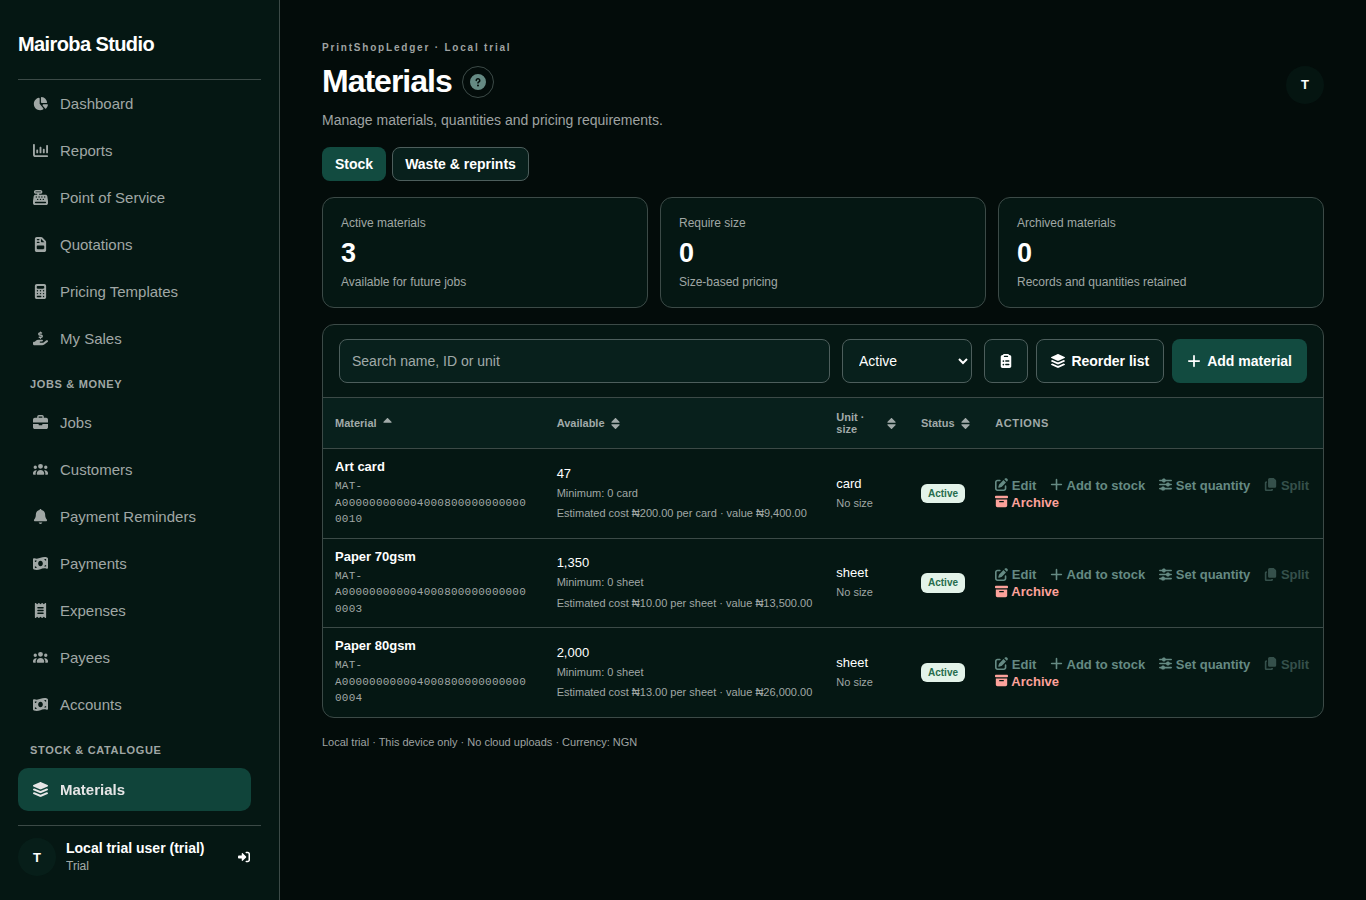 Mairoba Studio
Dashboard
Reports
Point of Service
Quotations
Pricing Templates
My Sales
JOBS & MONEY
Jobs
Customers
Payment Reminders
Payments
Expenses
Payees
Accounts
STOCK & CATALOGUE
Materials
T
Local trial user (trial)
Trial
PrintShopLedger · Local trial
Materials
?
T
Manage materials, quantities and pricing requirements.
Stock
Waste & reprints
Active materials
3
Available for future jobs
Require size
0
Size-based pricing
Archived materials
0
Records and quantities retained
Search name, ID or unit
Active
Reorder list
Add material
Material
Available
Unit ·
size
Status
ACTIONS
Art card
MAT-
A000000000004000800000000000
0010
47
Minimum: 0 card
Estimated cost ₦200.00 per card · value ₦9,400.00
card
No size
Active
Edit
Add to stock
Set quantity
Split
Archive
Paper 70gsm
MAT-
A000000000004000800000000000
0003
1,350
Minimum: 0 sheet
Estimated cost ₦10.00 per sheet · value ₦13,500.00
sheet
No size
Active
Edit
Add to stock
Set quantity
Split
Archive
Paper 80gsm
MAT-
A000000000004000800000000000
0004
2,000
Minimum: 0 sheet
Estimated cost ₦13.00 per sheet · value ₦26,000.00
sheet
No size
Active
Edit
Add to stock
Set quantity
Split
Archive
Local trial · This device only · No cloud uploads · Currency: NGN